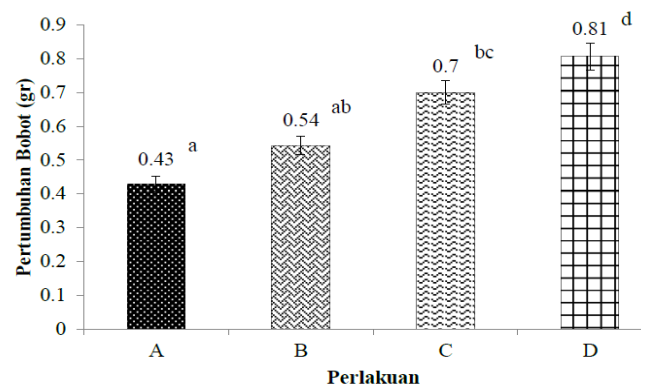 0.9
0.8
0.7
0.6
0.5
0.4
0.3
0.2
0.1
0
Pertumbuhan Bobot (gr)
0.43 a
0.54 ab
0.7 bc
0.81 d
A B C D
Perlakuan